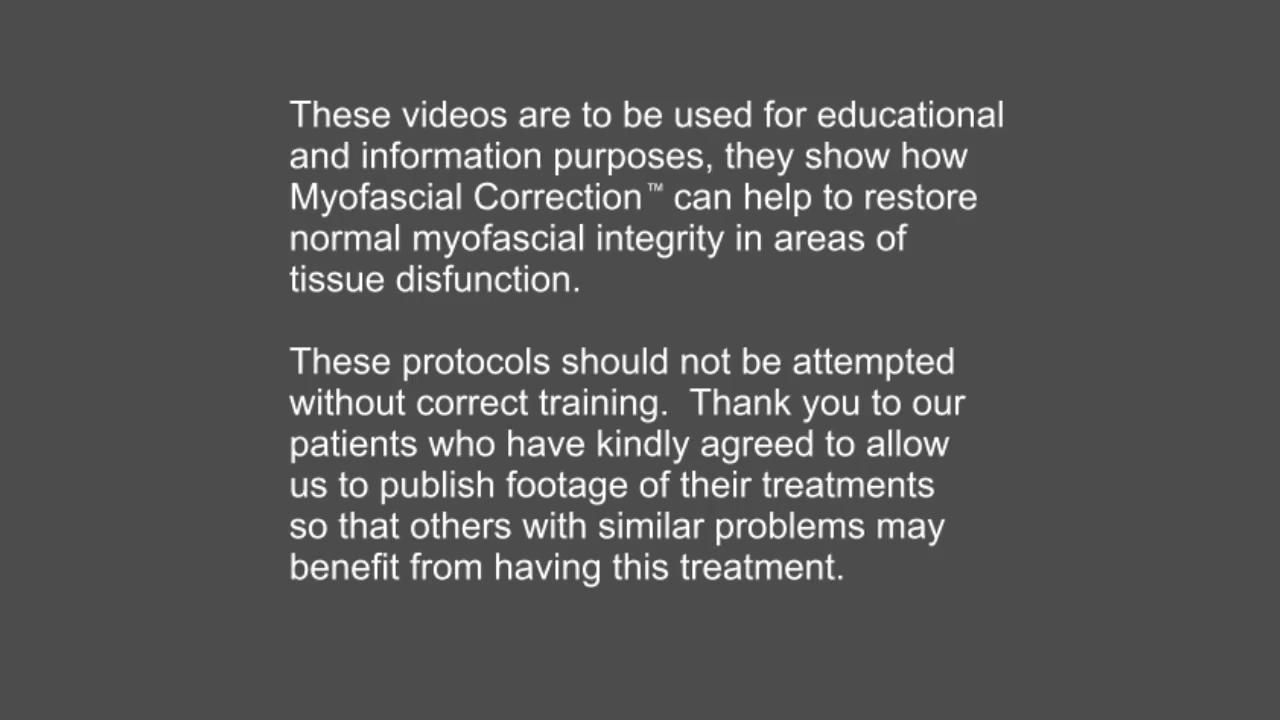 These videos are to be used for educational
and information purposes, they show how
Myofascial Correction™ can help to restore
normal myofascial integrity in areas of
tissue disfunction.
These protocols should not be attempted
without correct training.  Thank you to our
patients who have kindly agreed to allow
us to publish footage of their treatments
so that others with similar problems may
benefit from having this treatment.